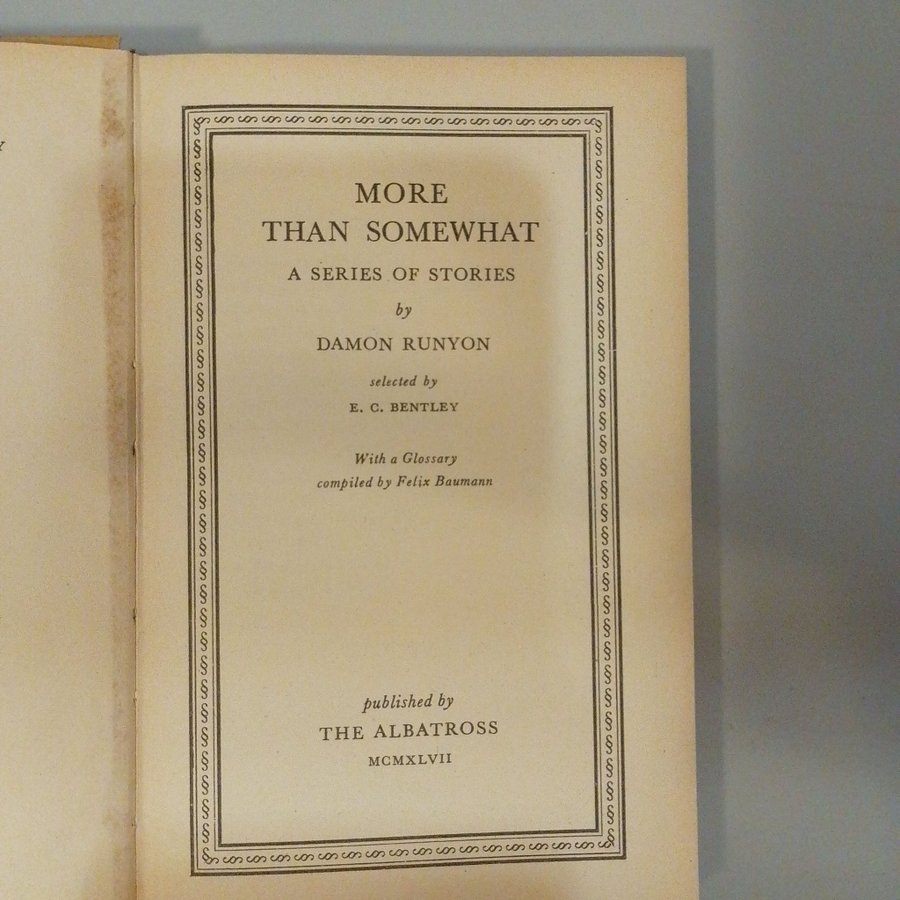 MORE
THAN SOMEWHAT
A SERIES OF STORIES
by
DAMON RUNYON
selected by
E. C. BENTLEY
With a Glossary
compiled by Felix Baumann
published by
THE ALBATROSS
MCMXLVII